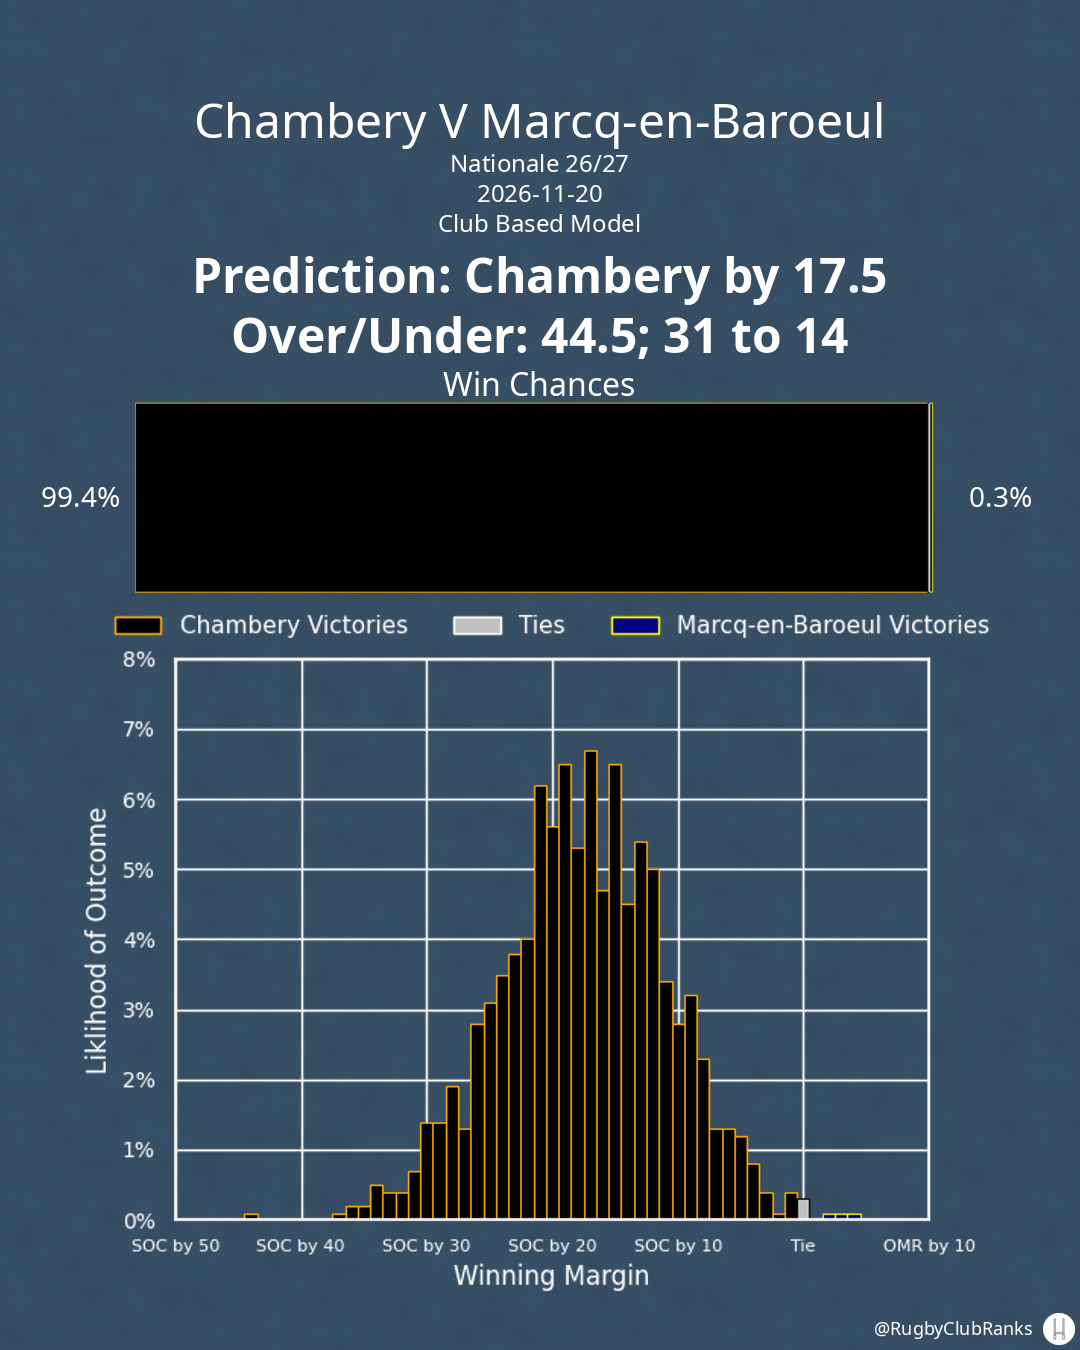 Chambery V Marcq-en-Baroeul
Nationale 26/27
2026-11-20
Club Based Model
Prediction: Chambery by 17.5
Over/Under: 44.5; 31 to 14
Win Chances
99.4%
0.3%
Chambery Victories
Ties
Marcq-en-Baroeul Victories
8%
7%
6%
5%
4%
3%
2%
1%
0%
Liklihood of Outcome
SOC by 50
SOC by 40
SOC by 30
SOC by 20
SOC by 10
Tie
OMR by 10
Winning Margin
@RugbyClubRanks